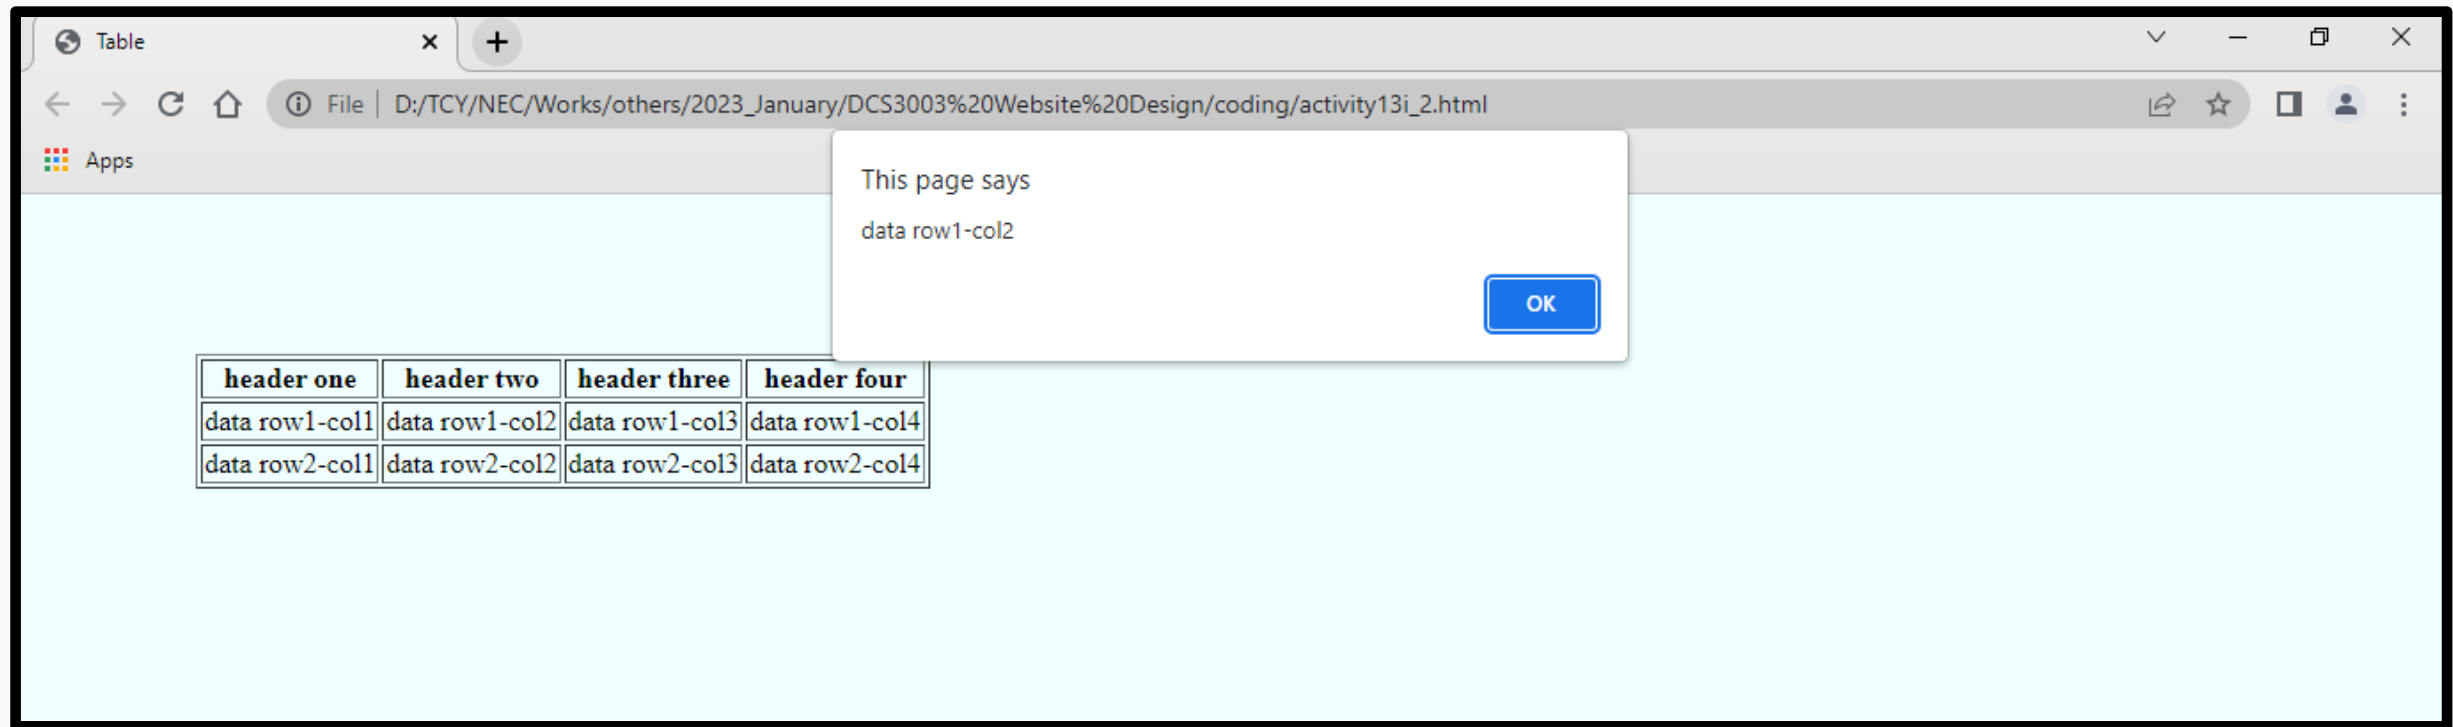 Table
File
D:/TCY/NEC/Works/others/2023_January/DCS3003%20Website%20Design/coding/activity13i_2.html
Apps
This page says
data row1-col2
OK
header one header two header three header four
data row1-col1 data row1-col2 data row1-col3 data row1-col4
data row2-col1 data row2-col2 data row2-col3 data row2-col4